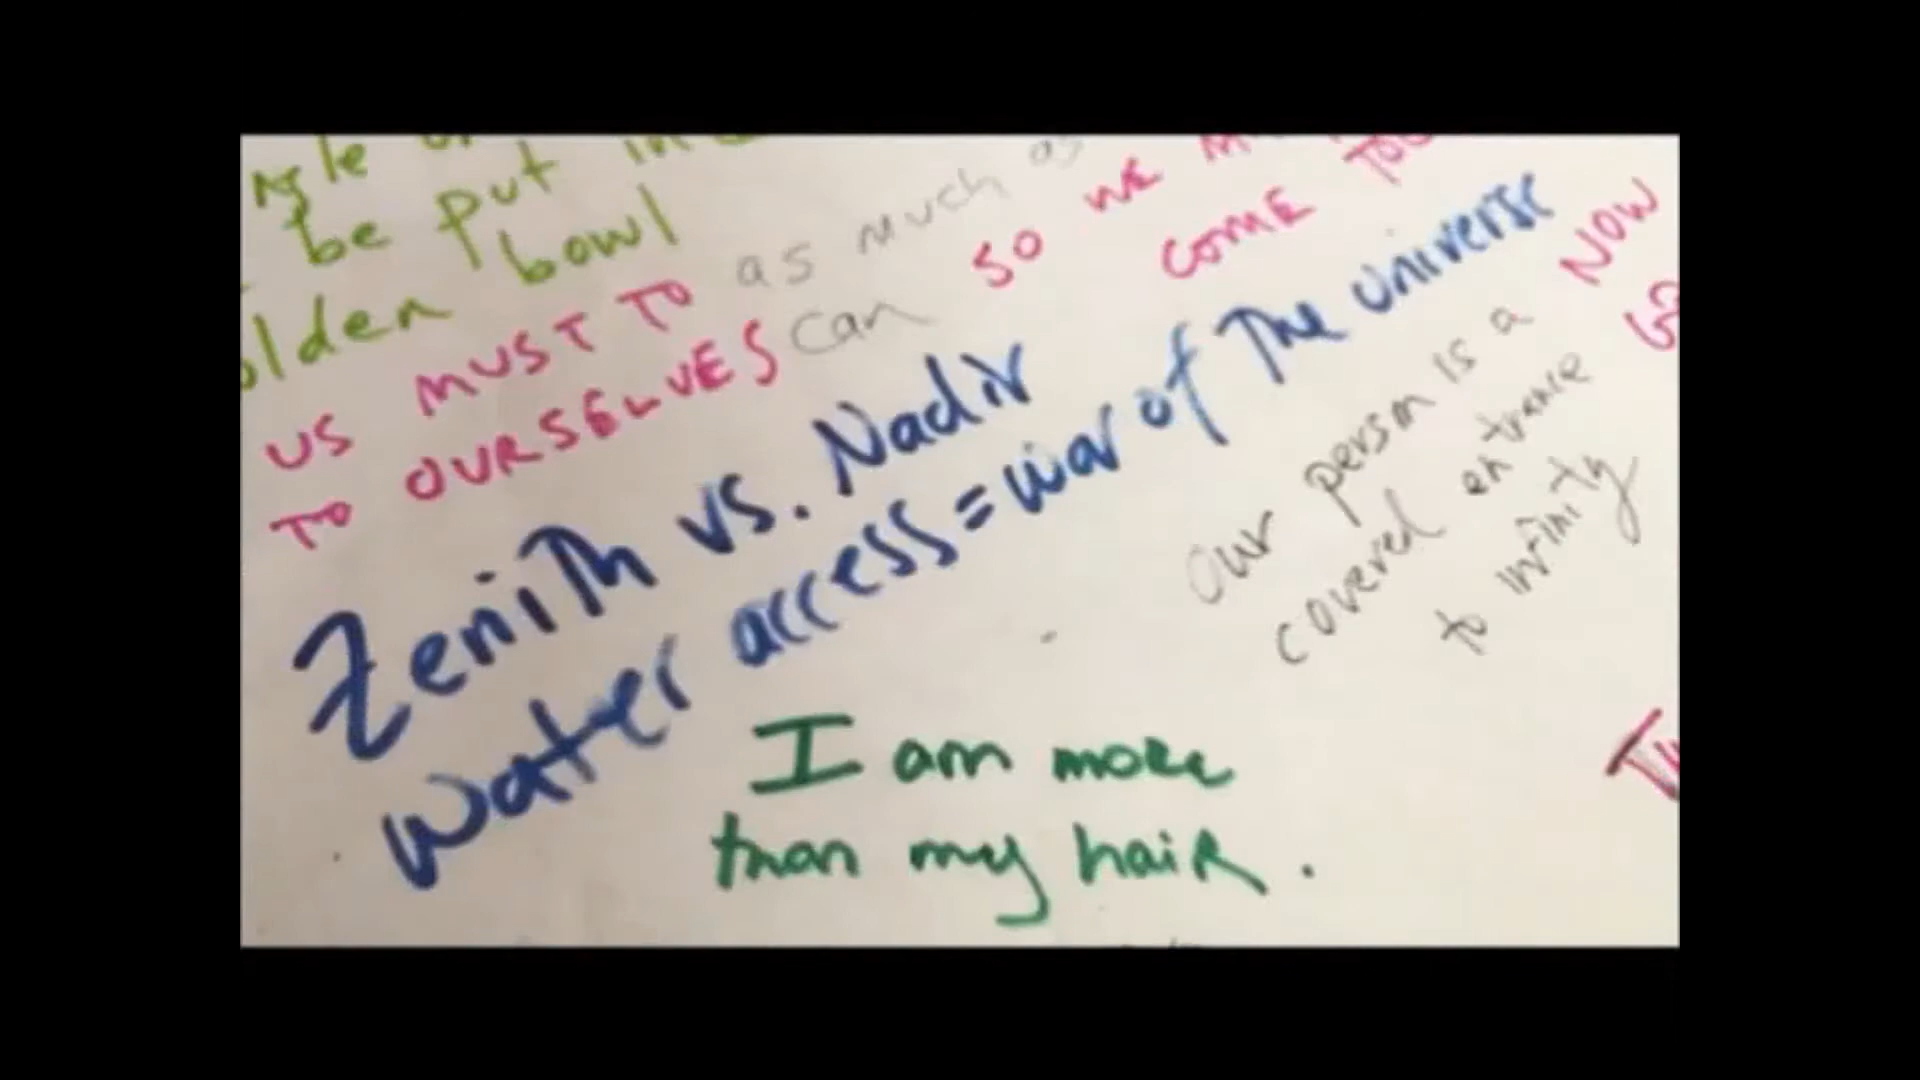 be put
bowl
US MUST TO
TO OURSELVES
as much as
can
SO WE
COME
Zenith vs. Nadir
water access = war of The Universe
NOW
Our person is a
covered entrance
to infinity
I am more
than my hair.